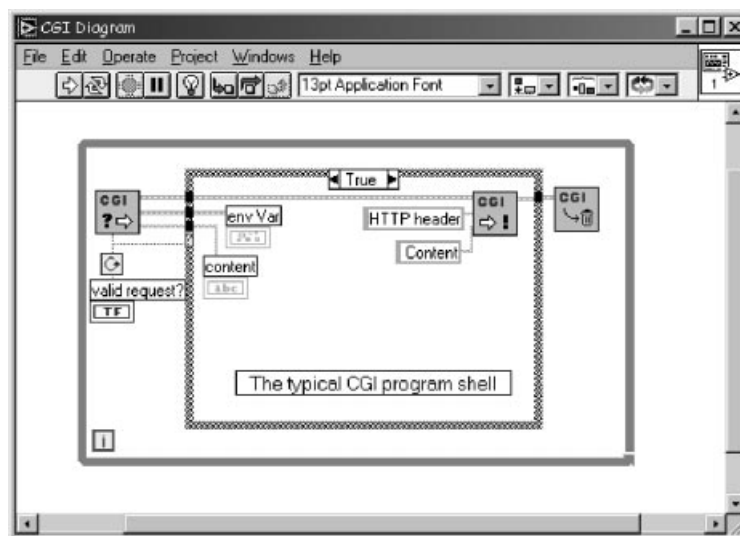 CGI Diagram
File Edit Operate Project Windows Help
13pt Application Font
1
True
CGI
?
env Var
content
abc
valid request?
TF
HTTP header
Content
CGI
!
CGI
The typical CGI program shell
i